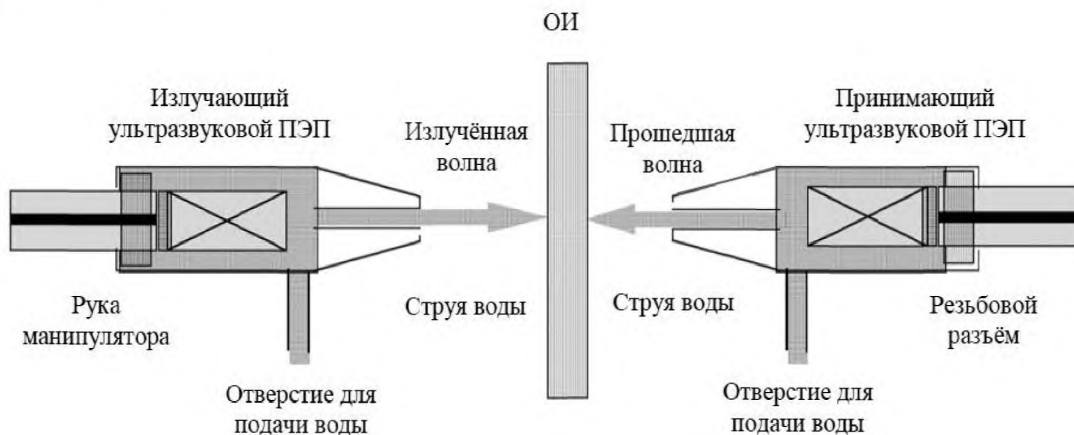 ОИ
Излучающий
ультразвуковой ПЭП
Излучённая
волна
Прошедшая
волна
Принимающий
ультразвуковой ПЭП
Рука
манипулятора
Струя воды
Струя воды
Резьбовой
разъём
Отверстие для
подачи воды
Отверстие для
подачи воды